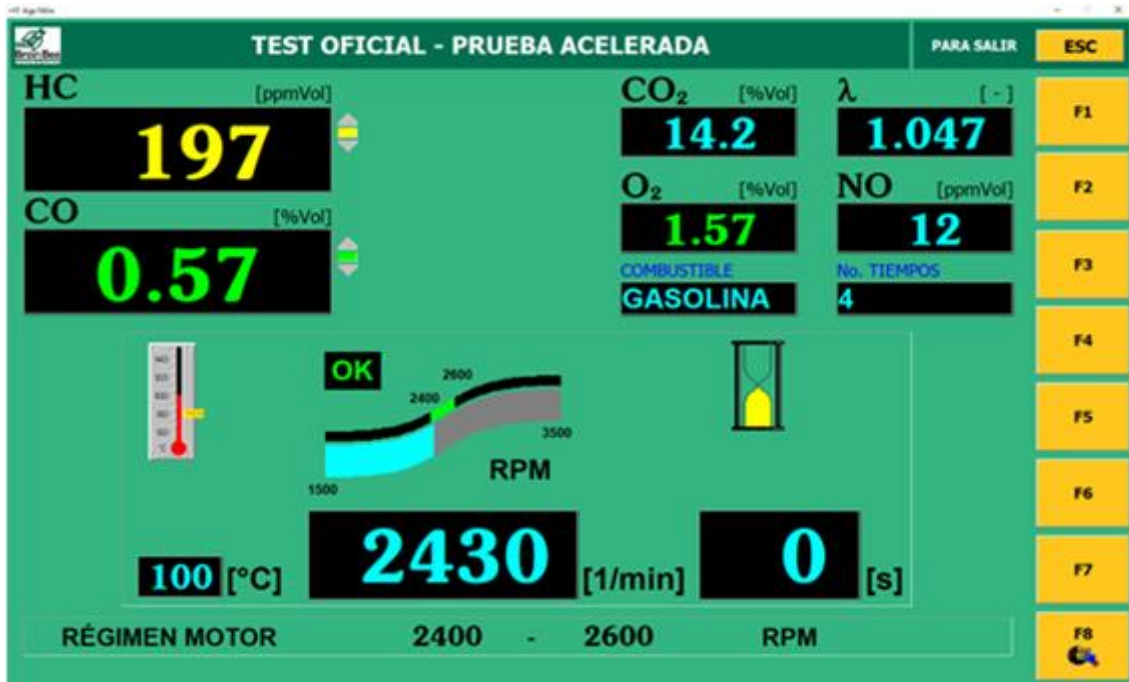 TEST OFICIAL - PRUEBA ACELERADA
PARA SALIR
ESC
HC [ppmVol]
197
CO [%Vol]
0.57
CO₂ [%Vol]
14.2
λ [-]
1.047
O₂ [%Vol]
1.57
NO [ppmVol]
12
COMBUSTIBLE
GASOLINA
No. TIEMPOS
4
F1
F2
F3
F4
F5
F6
F7
F8
OK
2600
2400
3500
RPM
1500
100 [°C]
2430 [1/min]
0 [s]
RÉGIMEN MOTOR 2400 - 2600 RPM